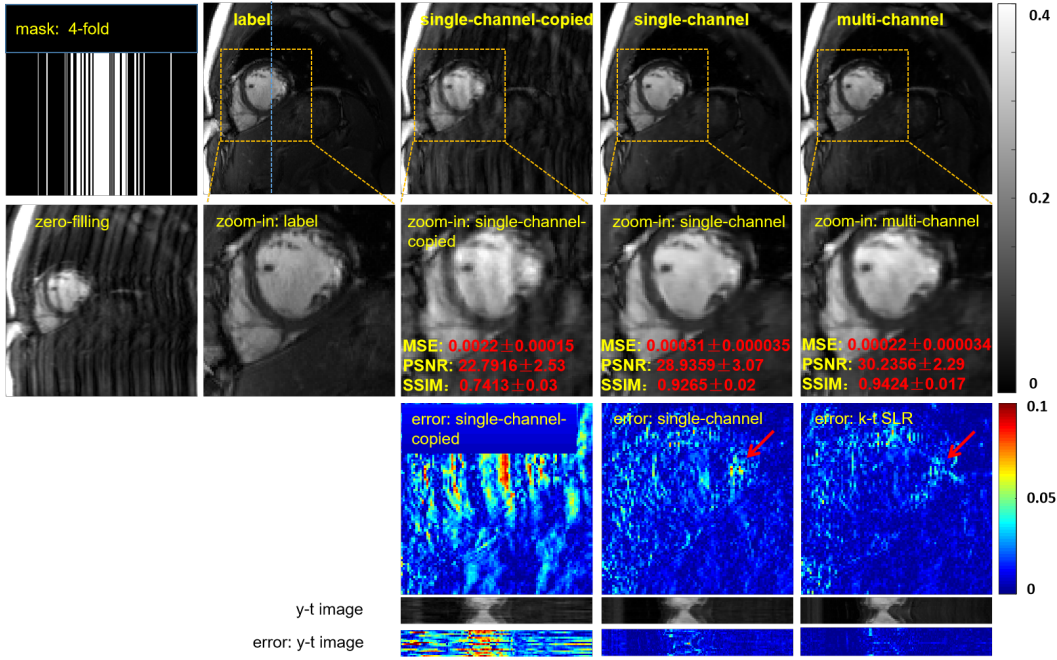 mask: 4-fold
label
single-channel-copied
single-channel
multi-channel
0.4
0.2
0
zero-filling
zoom-in: label
zoom-in: single-channel-
copied
zoom-in: single-channel
zoom-in: multi-channel
MSE: 0.0022±0.00015
PSNR: 22.7916±2.53
SSIM: 0.7413±0.03
MSE: 0.00031±0.000035
PSNR: 28.9359±3.07
SSIM: 0.9265±0.02
MSE: 0.00022±0.000034
PSNR: 30.2356±2.29
SSIM: 0.9424±0.017
error: single-channel-
copied
error: single-channel
error: k-t SLR
0.1
0.05
0
y-t image
error: y-t image